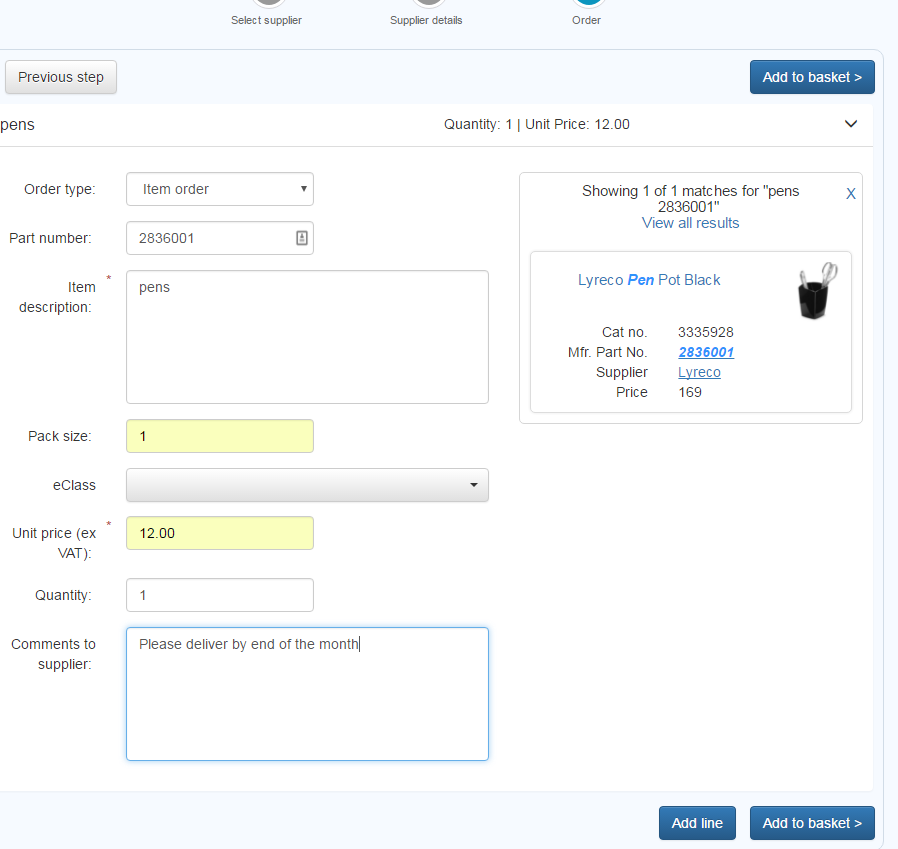 Select supplier
Supplier details
Order
Previous step
Add to basket >
pens
Quantity: 1 | Unit Price: 12.00
Order type:
Item order
Part number:
2836001
Item
description:
*
pens
Pack size:
1
eClass
Unit price (ex
VAT):
*
12.00
Quantity:
1
Comments to
supplier:
Please deliver by end of the month
Showing 1 of 1 matches for "pens
2836001"
View all results
X
Lyreco Pen Pot Black
Cat no. 3335928
Mfr. Part No. 2836001
Supplier Lyreco
Price 169
Add line
Add to basket >